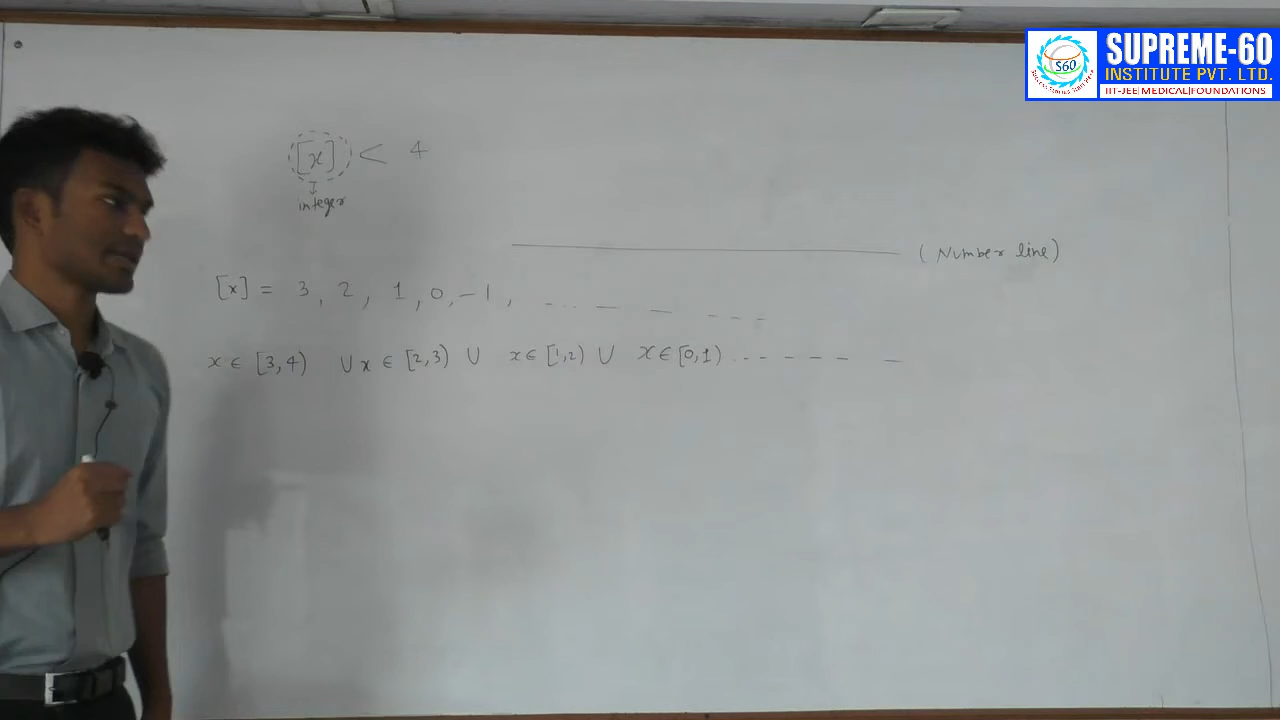 SUPREME-60
INSTITUTE PVT. LTD.
IIT-JEE|MEDICAL|FOUNDATIONS
S60
[x] < 4
integer
(Number line)
[x] = 3, 2, 1, 0, -1, ... — — - - -
x ∈ [3,4) ∪ x ∈ [2,3) ∪ x ∈ [1,2) ∪ x ∈ [0,1) ... - - - -